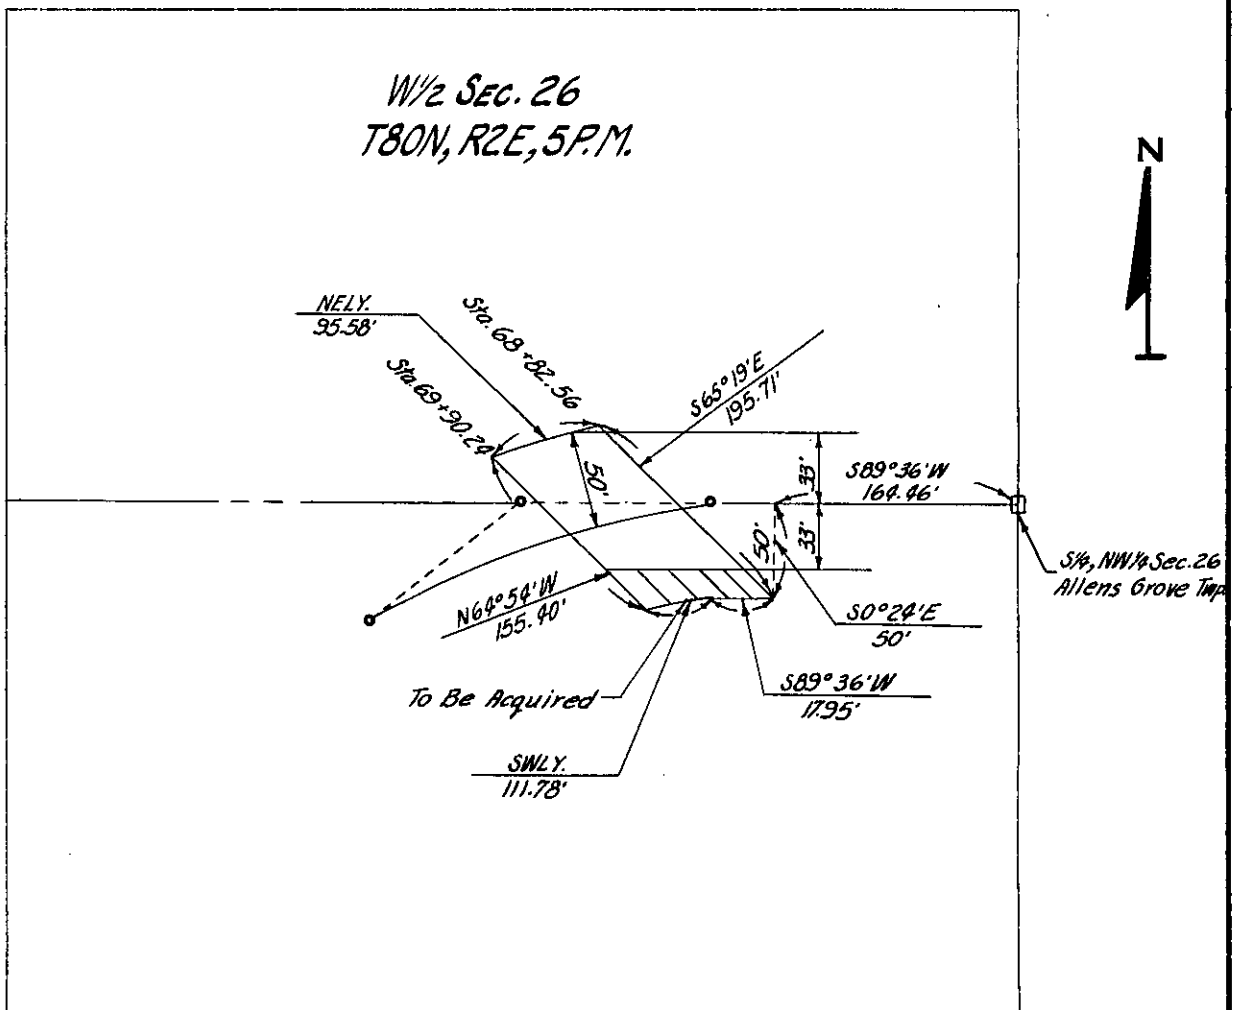 W½ SEC. 26
T80N, R2E, 5P.M.
N
NELY.
95.58'
Sta. 68+82.56
Sta. 69+90.24
S65°19'E
195.71'
50'
33'
33'
S89°36'W
164.46'
50'
S¼, NW¼ Sec. 26
Allens Grove Twp
N64°54'W
155.40'
S0°24'E
50'
To Be Acquired
S89°36'W
17.95'
SWLY.
111.78'